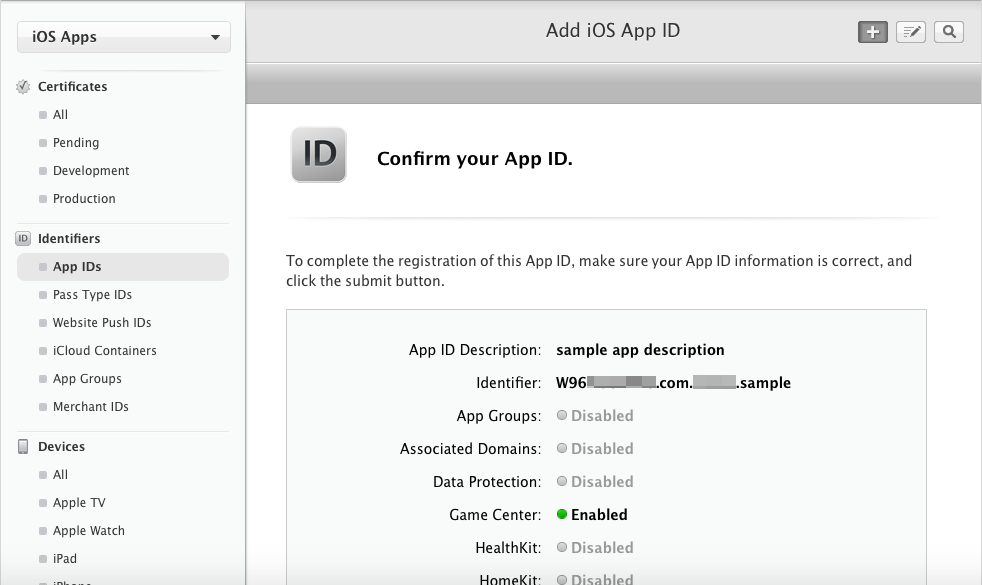 iOS Apps
Add iOS App ID
Certificates
All
Pending
Development
Production
ID
Identifiers
App IDs
Pass Type IDs
Website Push IDs
iCloud Containers
App Groups
Merchant IDs
Devices
All
Apple TV
Apple Watch
iPad
iPhone
ID
Confirm your App ID.
To complete the registration of this App ID, make sure your App ID information is correct, and
click the submit button.
App ID Description: sample app description
Identifier: W96 .com. .sample
App Groups: Disabled
Associated Domains: Disabled
Data Protection: Disabled
Game Center: Enabled
HealthKit: Disabled
HomeKit: Disabled